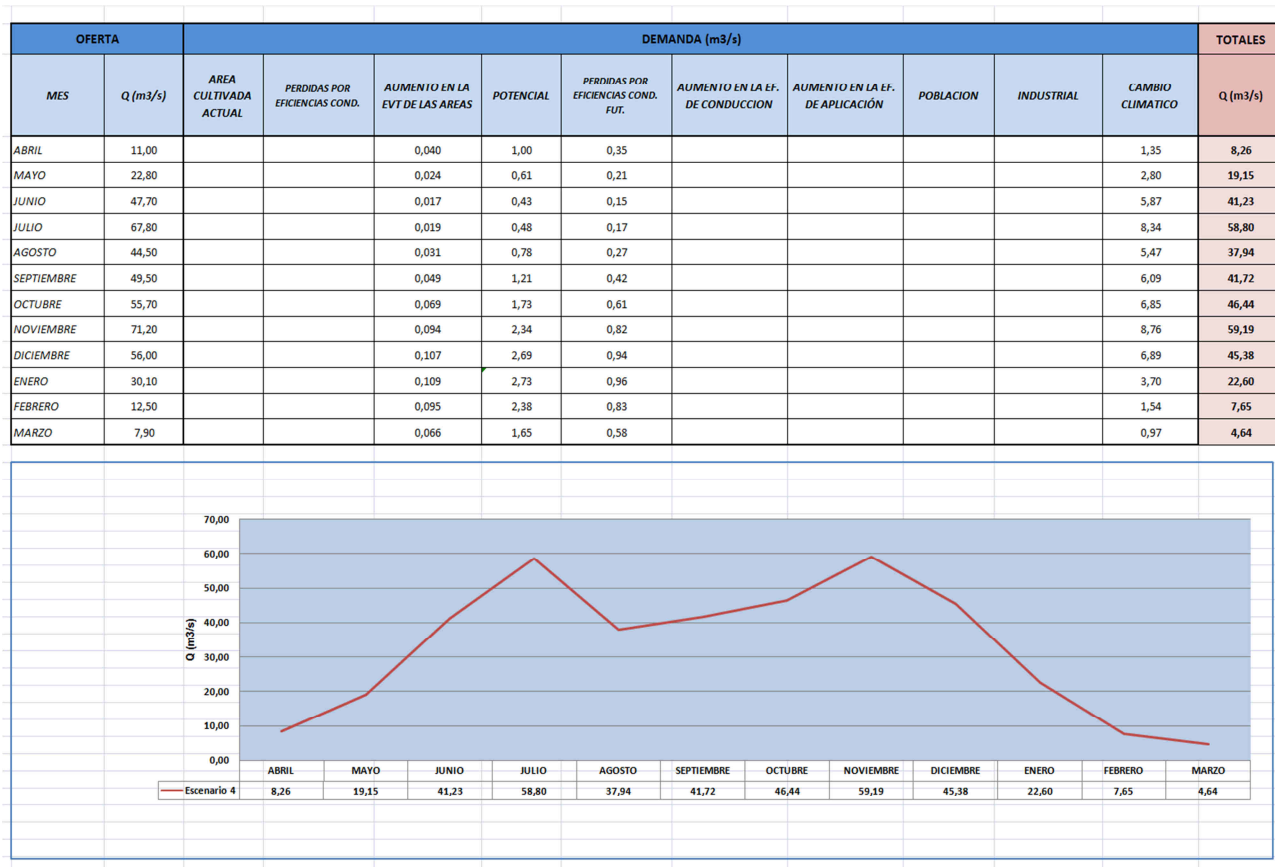 OFERTA DEMANDA (m3/s) TOTALES
MES Q (m3/s) AREA CULTIVADA ACTUAL PERDIDAS POR EFICIENCIAS COND. AUMENTO EN LA EVT DE LAS AREAS POTENCIAL PERDIDAS POR EFICIENCIAS COND. FUT. AUMENTO EN LA EF. DE CONDUCCION AUMENTO EN LA EF. DE APLICACIÓN POBLACION INDUSTRIAL CAMBIO CLIMATICO Q (m3/s)
ABRIL 11,00 0,040 1,00 0,35 1,35 8,26
MAYO 22,80 0,024 0,61 0,21 2,80 19,15
JUNIO 47,70 0,017 0,43 0,15 5,87 41,23
JULIO 67,80 0,019 0,48 0,17 8,34 58,80
AGOSTO 44,50 0,031 0,78 0,27 5,47 37,94
SEPTIEMBRE 49,50 0,049 1,21 0,42 6,09 41,72
OCTUBRE 55,70 0,069 1,73 0,61 6,85 46,44
NOVIEMBRE 71,20 0,094 2,34 0,82 8,76 59,19
DICIEMBRE 56,00 0,107 2,69 0,94 6,89 45,38
ENERO 30,10 0,109 2,73 0,96 3,70 22,60
FEBRERO 12,50 0,095 2,38 0,83 1,54 7,65
MARZO 7,90 0,066 1,65 0,58 0,97 4,64
Q (m3/s)
70,00
60,00
50,00
40,00
30,00
20,00
10,00
0,00
ABRIL MAYO JUNIO JULIO AGOSTO SEPTIEMBRE OCTUBRE NOVIEMBRE DICIEMBRE ENERO FEBRERO MARZO
Escenario 4 8,26 19,15 41,23 58,80 37,94 41,72 46,44 59,19 45,38 22,60 7,65 4,64